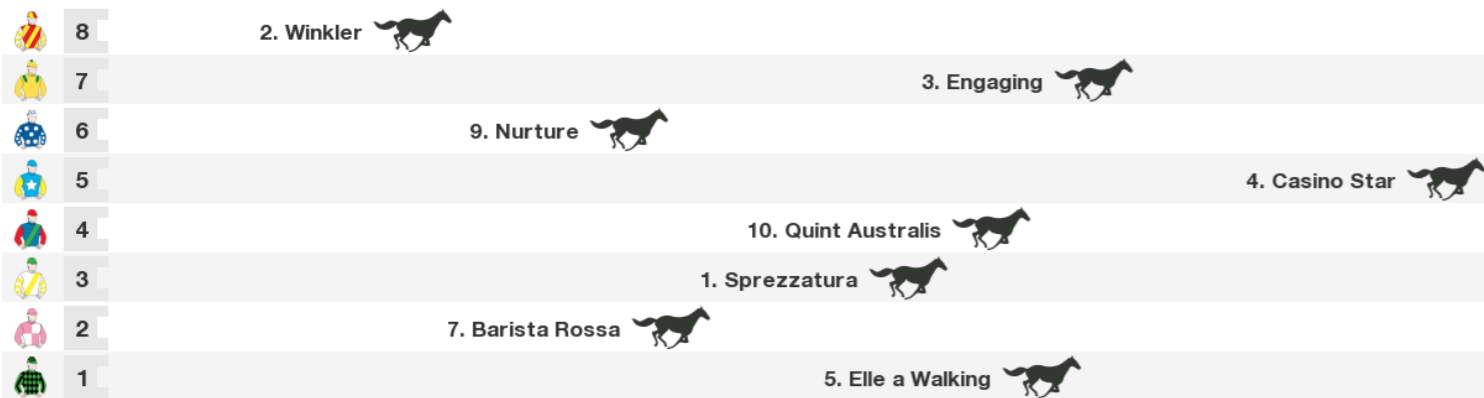 8 2. Winkler
7 3. Engaging
6 9. Nurture
5 4. Casino Star
4 10. Quint Australis
3 1. Sprezzatura
2 7. Barista Rossa
1 5. Elle a Walking